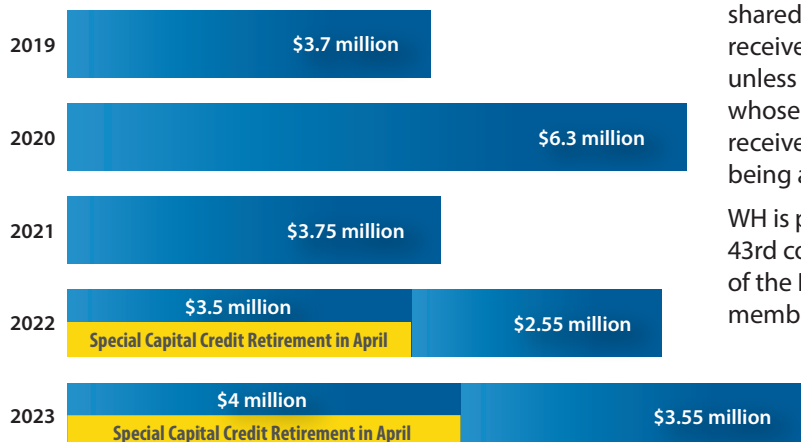 2019
$3.7 million
2020
$6.3 million
2021
$3.75 million
2022
$3.5 million
Special Capital Credit Retirement in April
$2.55 million
2023
$4 million
Special Capital Credit Retirement in April
$3.55 million
shared
receive
unless
whose
receive
being a
WH is p
43rd co
of the
memb